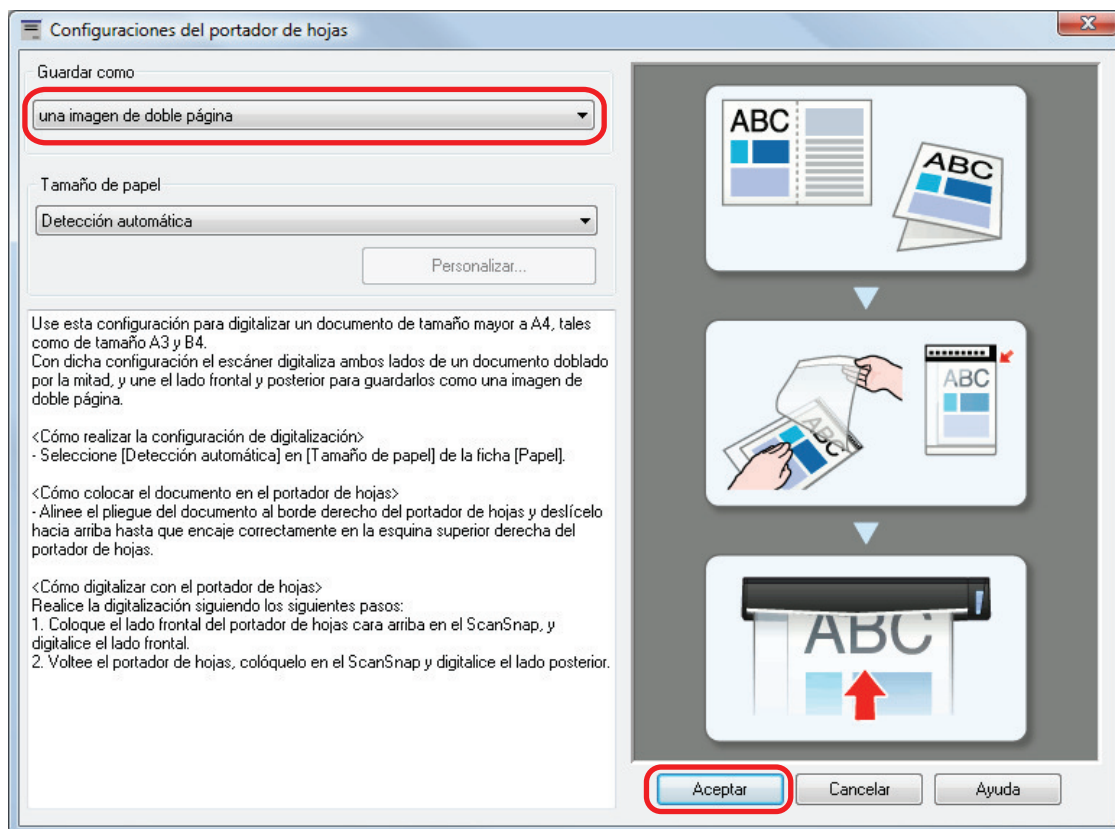 Configuraciones del portador de hojas
Guardar como
una imagen de doble página
Tamaño de papel
Detección automática
Personalizar...
Use esta configuración para digitalizar un documento de tamaño mayor a A4, tales
como de tamaño A3 y B4.
Con dicha configuración el escáner digitaliza ambos lados de un documento doblado
por la mitad, y une el lado frontal y posterior para guardarlos como una imagen de
doble página.
<Cómo realizar la configuración de digitalización>
- Seleccione [Detección automática] en [Tamaño de papel] de la ficha [Papel].
<Cómo colocar el documento en el portador de hojas>
- Alinee el pliegue del documento al borde derecho del portador de hojas y deslícelo
hacia arriba hasta que encaje correctamente en la esquina superior derecha del
portador de hojas.
<Cómo digitalizar con el portador de hojas>
Realice la digitalización siguiendo los siguientes pasos:
1. Coloque el lado frontal del portador de hojas cara arriba en el ScanSnap, y
digitalice el lado frontal.
2. Voltee el portador de hojas, colóquelo en el ScanSnap y digitalice el lado posterior.
ABC
ABC
ABC
ABC
ABC
Aceptar
Cancelar
Ayuda